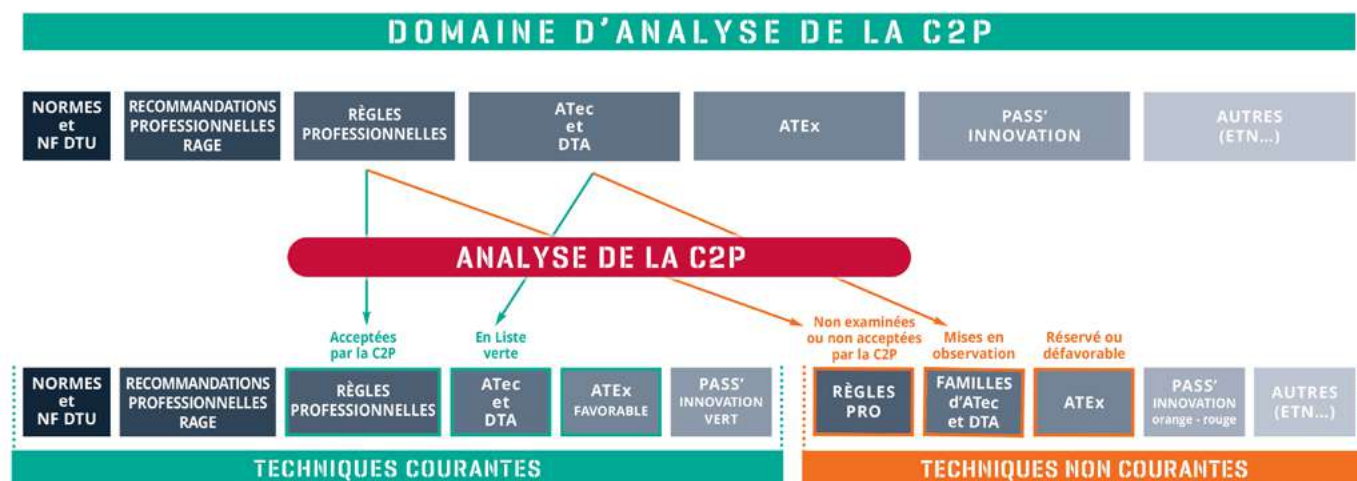 DOMAINE D'ANALYSE DE LA C2P
NORMES
et
NF DTU
RECOMMANDATIONS
PROFESSIONNELLES
RAGE
RÈGLES
PROFESSIONNELLES
ATec
et
DTA
ATEx
PASS'
INNOVATION
AUTRES
(ETN...)
ANALYSE DE LA C2P
Acceptées
par la C2P
En Liste
verte
Non examinées
ou non acceptées
par la C2P
Mises en
observation
Réservé ou
défavorable
NORMES
et
NF DTU
RECOMMANDATIONS
PROFESSIONNELLES
RAGE
RÈGLES
PROFESSIONNELLES
ATec
et
DTA
ATEx
FAVORABLE
PASS'
INNOVATION
VERT
RÈGLES
PRO
FAMILLES
d'ATec
et DTA
ATEx
PASS'
INNOVATION
orange - rouge
AUTRES
(ETN...)
TECHNIQUES COURANTES
TECHNIQUES NON COURANTES